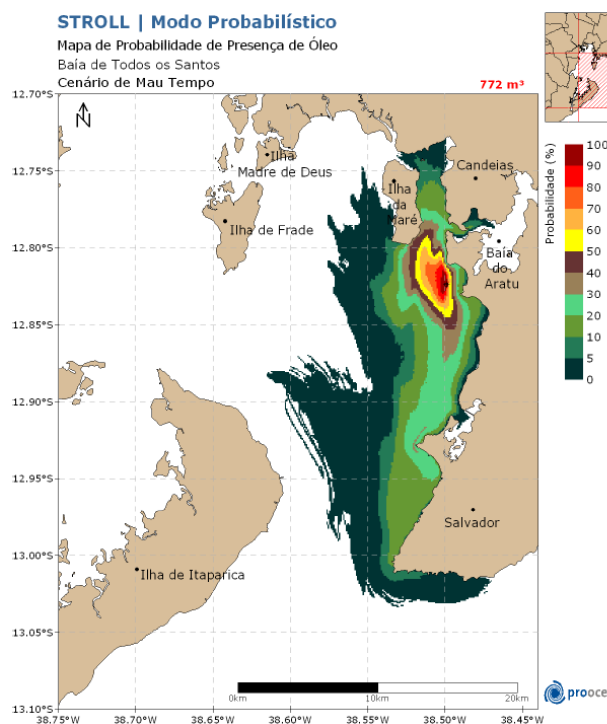 STROLL | Modo Probabilístico
Mapa de Probabilidade de Presença de Óleo
Baía de Todos os Santos
Cenário de Mau Tempo
772 m³
12.70°S
12.75°S
12.80°S
12.85°S
12.90°S
12.95°S
13.00°S
13.05°S
13.10°S
N
Ilha
Madre de Deus
Candeias
Ilha
da
Maré
Ilha de Frade
Baía
do
Aratu
Salvador
Ilha de Itaparica
0km
10km
20km
38.75°W
38.70°W
38.65°W
38.60°W
38.55°W
38.50°W
38.45°W
Probabilidade (%)
100
90
80
70
60
50
40
30
20
10
5
0
prooce